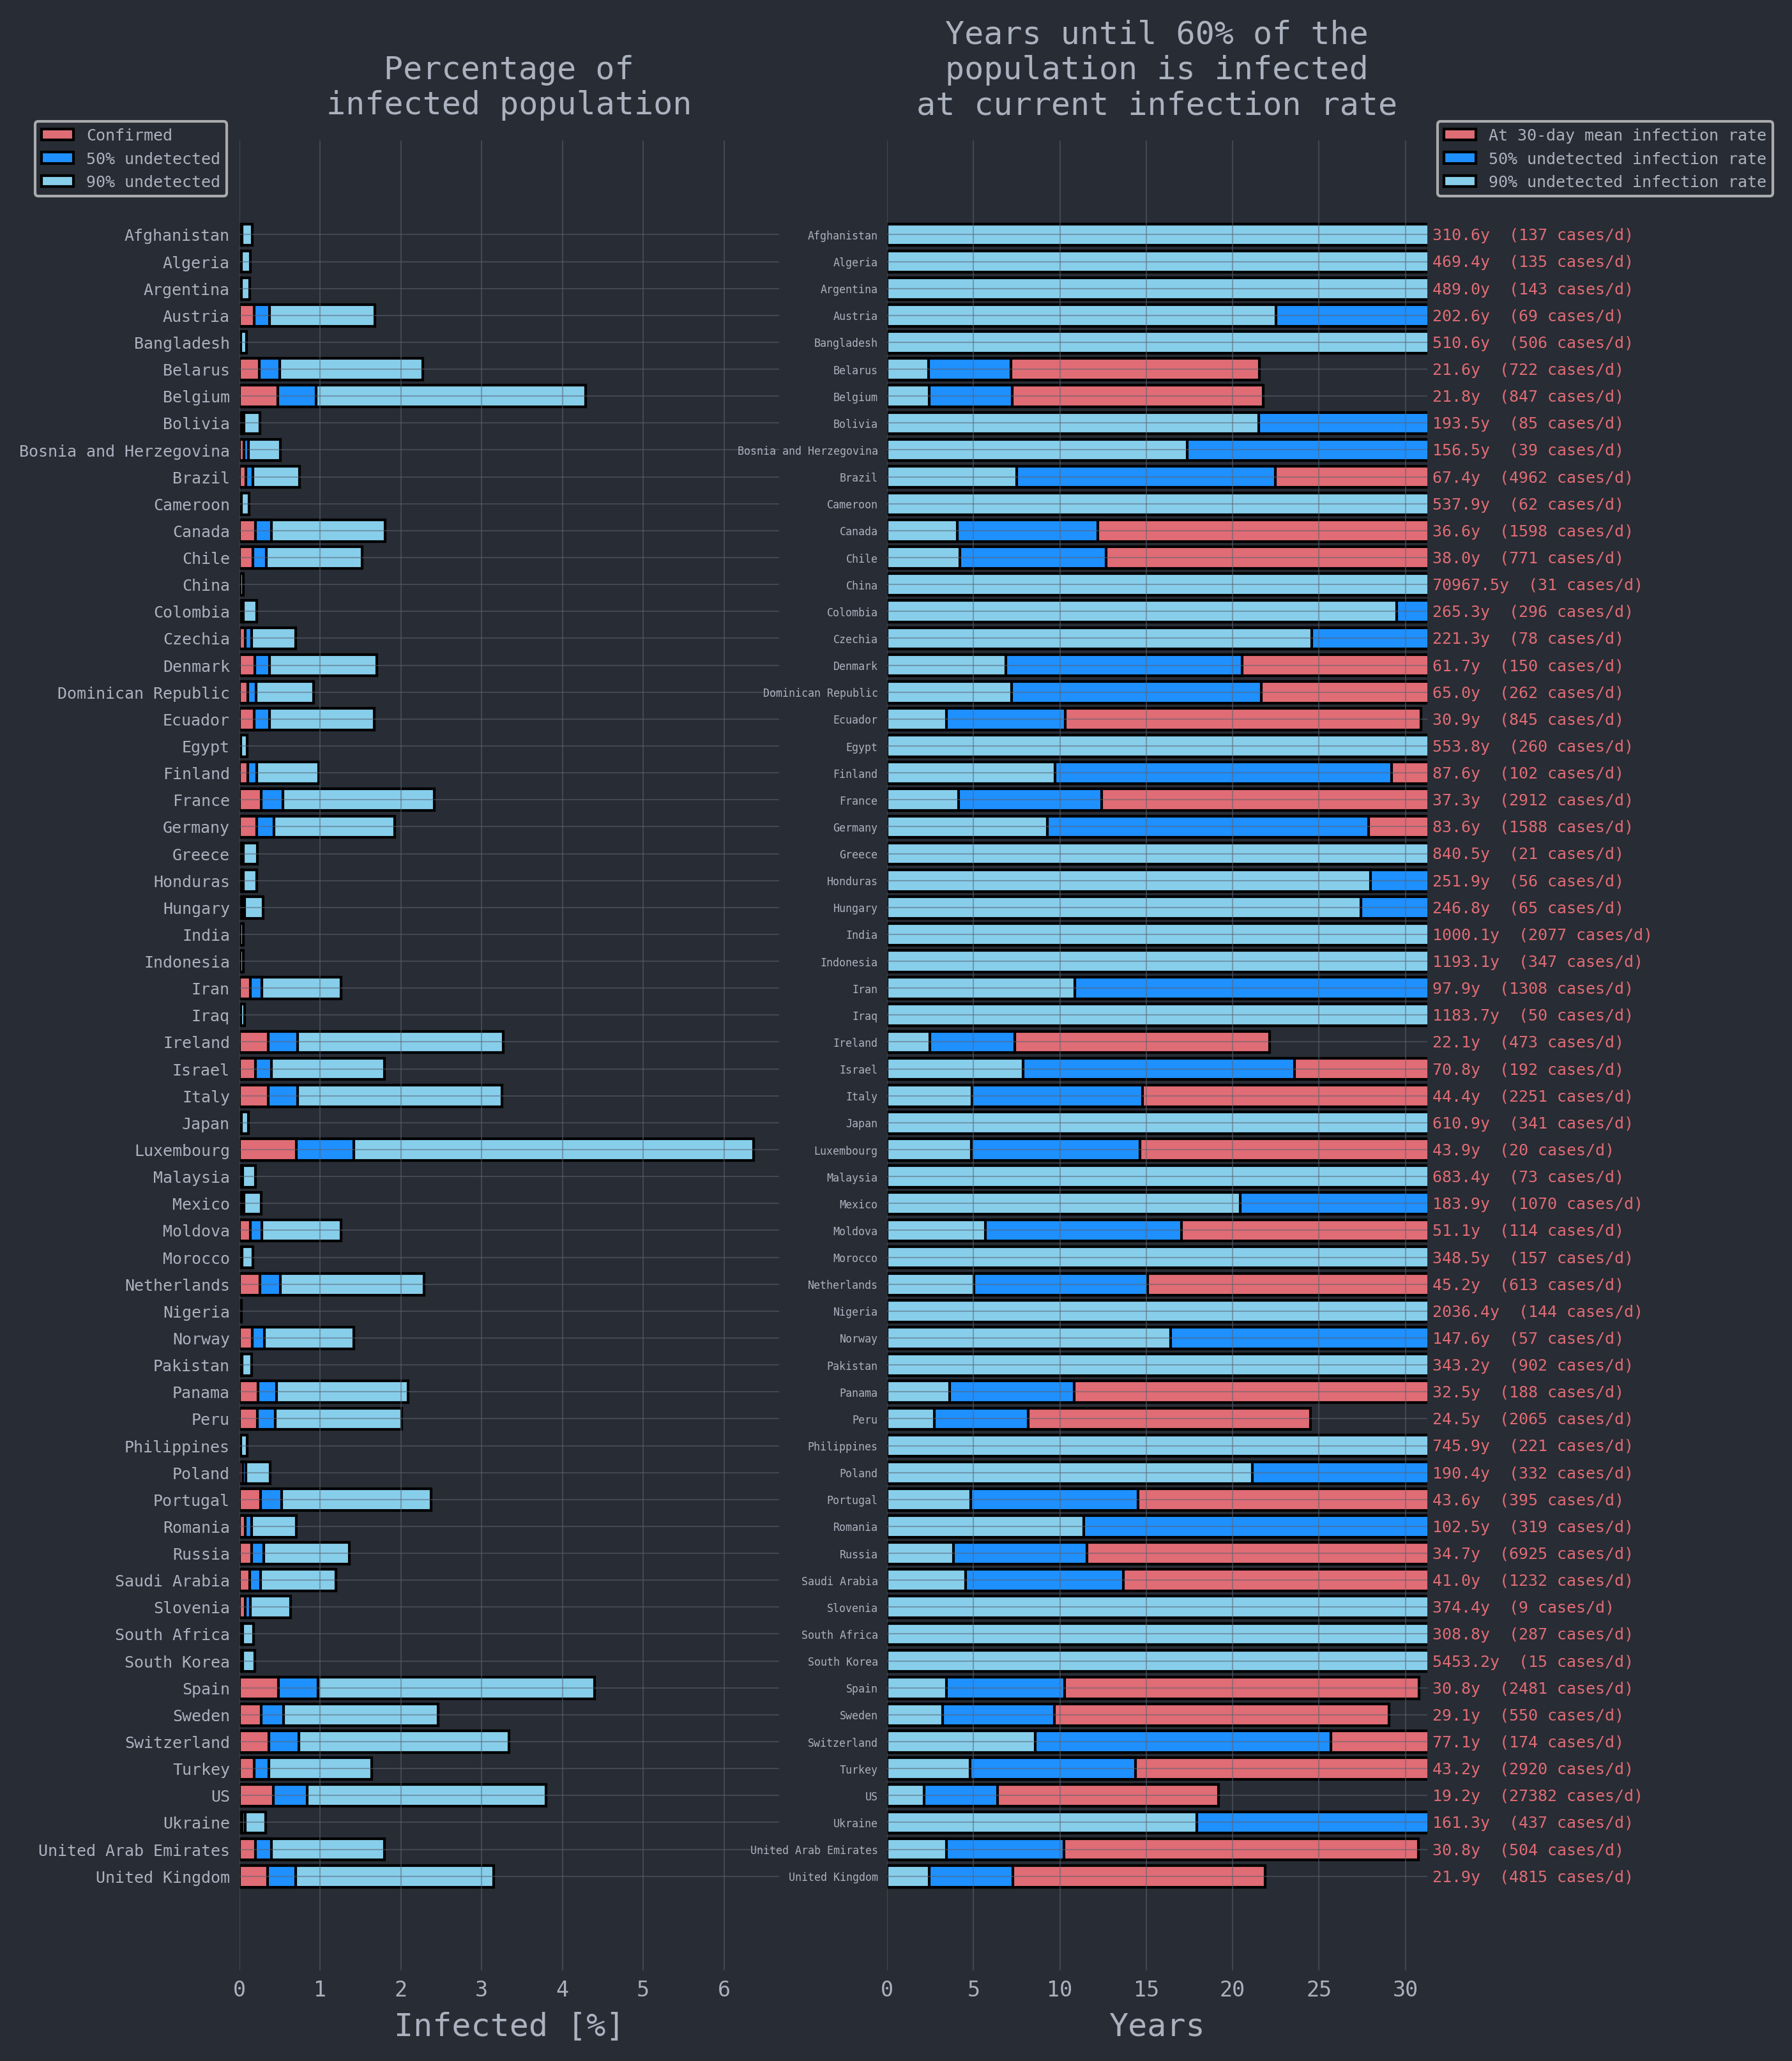 Percentage of
infected population
Years until 60% of the
population is infected
at current infection rate
Confirmed
50% undetected
90% undetected
At 30-day mean infection rate
50% undetected infection rate
90% undetected infection rate
Afghanistan Afghanistan 310.6y (137 cases/d)
Algeria Algeria 469.4y (135 cases/d)
Argentina Argentina 489.0y (143 cases/d)
Austria Austria 202.6y (69 cases/d)
Bangladesh Bangladesh 510.6y (506 cases/d)
Belarus Belarus 21.6y (722 cases/d)
Belgium Belgium 21.8y (847 cases/d)
Bolivia Bolivia 193.5y (85 cases/d)
Bosnia and Herzegovina Bosnia and Herzegovina 156.5y (39 cases/d)
Brazil Brazil 67.4y (4962 cases/d)
Cameroon Cameroon 537.9y (62 cases/d)
Canada Canada 36.6y (1598 cases/d)
Chile Chile 38.0y (771 cases/d)
China China 70967.5y (31 cases/d)
Colombia Colombia 265.3y (296 cases/d)
Czechia Czechia 221.3y (78 cases/d)
Denmark Denmark 61.7y (150 cases/d)
Dominican Republic Dominican Republic 65.0y (262 cases/d)
Ecuador Ecuador 30.9y (845 cases/d)
Egypt Egypt 553.8y (260 cases/d)
Finland Finland 87.6y (102 cases/d)
France France 37.3y (2912 cases/d)
Germany Germany 83.6y (1588 cases/d)
Greece Greece 840.5y (21 cases/d)
Honduras Honduras 251.9y (56 cases/d)
Hungary Hungary 246.8y (65 cases/d)
India India 1000.1y (2077 cases/d)
Indonesia Indonesia 1193.1y (347 cases/d)
Iran Iran 97.9y (1308 cases/d)
Iraq Iraq 1183.7y (50 cases/d)
Ireland Ireland 22.1y (473 cases/d)
Israel Israel 70.8y (192 cases/d)
Italy Italy 44.4y (2251 cases/d)
Japan Japan 610.9y (341 cases/d)
Luxembourg Luxembourg 43.9y (20 cases/d)
Malaysia Malaysia 683.4y (73 cases/d)
Mexico Mexico 183.9y (1070 cases/d)
Moldova Moldova 51.1y (114 cases/d)
Morocco Morocco 348.5y (157 cases/d)
Netherlands Netherlands 45.2y (613 cases/d)
Nigeria Nigeria 2036.4y (144 cases/d)
Norway Norway 147.6y (57 cases/d)
Pakistan Pakistan 343.2y (902 cases/d)
Panama Panama 32.5y (188 cases/d)
Peru Peru 24.5y (2065 cases/d)
Philippines Philippines 745.9y (221 cases/d)
Poland Poland 190.4y (332 cases/d)
Portugal Portugal 43.6y (395 cases/d)
Romania Romania 102.5y (319 cases/d)
Russia Russia 34.7y (6925 cases/d)
Saudi Arabia Saudi Arabia 41.0y (1232 cases/d)
Slovenia Slovenia 374.4y (9 cases/d)
South Africa South Africa 308.8y (287 cases/d)
South Korea South Korea 5453.2y (15 cases/d)
Spain Spain 30.8y (2481 cases/d)
Sweden Sweden 29.1y (550 cases/d)
Switzerland Switzerland 77.1y (174 cases/d)
Turkey Turkey 43.2y (2920 cases/d)
US US 19.2y (27382 cases/d)
Ukraine Ukraine 161.3y (437 cases/d)
United Arab Emirates United Arab Emirates 30.8y (504 cases/d)
United Kingdom United Kingdom 21.9y (4815 cases/d)
0 1 2 3 4 5 6 0 5 10 15 20 25 30
Infected [%] Years